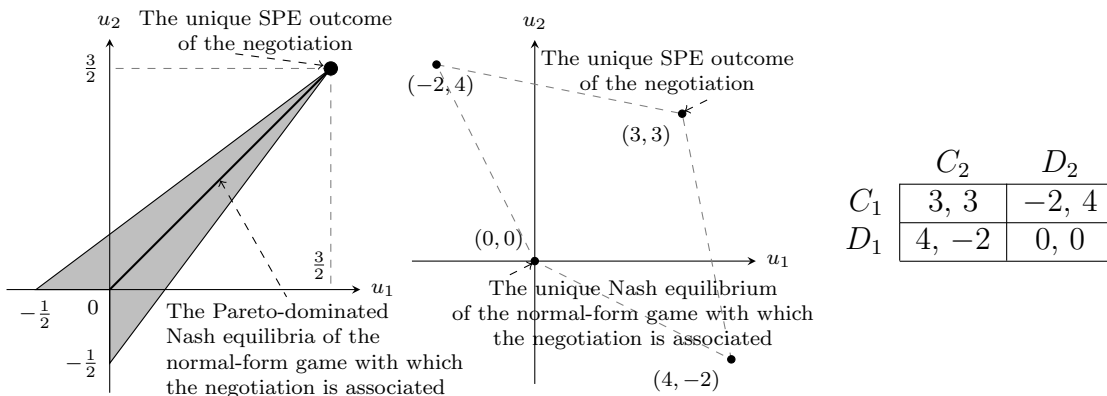 u₂
The unique SPE outcome
of the negotiation
3/2
3/2
u₁
0
−1/2
−1/2
The Pareto-dominated
Nash equilibria of the
normal-form game with which
the negotiation is associated
u₂
The unique SPE outcome
of the negotiation
(−2, 4)
(3, 3)
(0, 0)
u₁
The unique Nash equilibrium
of the normal-form game with which
the negotiation is associated
(4, −2)
C₂ D₂
C₁ 3, 3 −2, 4
D₁ 4, −2 0, 0